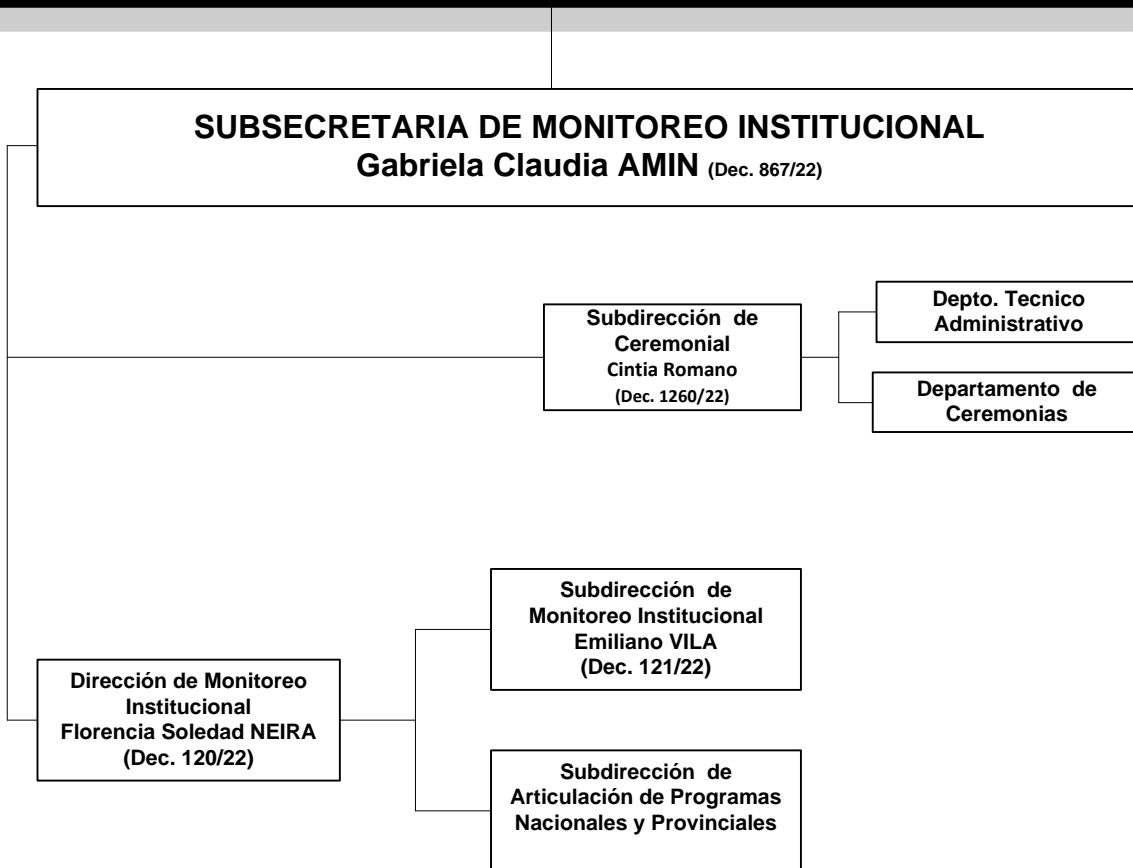 SUBSECRETARIA DE MONITOREO INSTITUCIONAL
Gabriela Claudia AMIN (Dec. 867/22)
Subdirección de
Ceremonial
Cintia Romano
(Dec. 1260/22)
Depto. Tecnico
Administrativo
Departamento de
Ceremonias
Subdirección de
Monitoreo Institucional
Emiliano VILA
(Dec. 121/22)
Dirección de Monitoreo
Institucional
Florencia Soledad NEIRA
(Dec. 120/22)
Subdirección de
Articulación de Programas
Nacionales y Provinciales